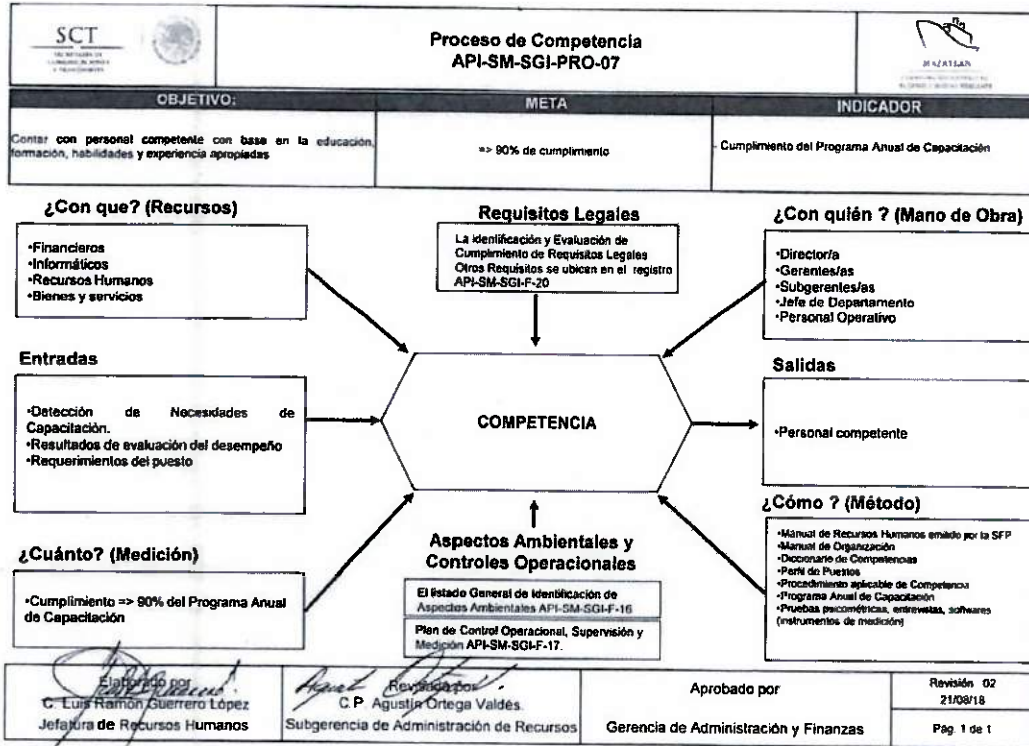 SCT
SECRETARÍA DE
COMUNICACIONES
Y TRANSPORTES
Proceso de Competencia
API-SM-SGI-PRO-07
MAZATLÁN
OBJETIVO:
META
INDICADOR
Contar con personal competente con base en la educación,
formación, habilidades y experiencia apropiadas
=> 90% de cumplimiento
Cumplimiento del Programa Anual de Capacitación
¿Con que? (Recursos)
•Financieros
•Informáticos
•Recursos Humanos
•Bienes y servicios
Requisitos Legales
La identificación y Evaluación de
Cumplimiento de Requisitos Legales
Otros Requisitos se ubican en el registro
API-SM-SGI-F-20
¿Con quién ? (Mano de Obra)
•Director/a
•Gerentes/as
•Subgerentes/as
•Jefe de Departamento
•Personal Operativo
Entradas
•Detección de Necesidades de
Capacitación.
•Resultados de evaluación del desempeño
•Requerimientos del puesto
COMPETENCIA
Salidas
•Personal competente
¿Cuánto? (Medición)
•Cumplimiento => 90% del Programa Anual
de Capacitación
Aspectos Ambientales y
Controles Operacionales
El listado General de Identificación de
Aspectos Ambientales API-SM-SGI-F-16
Plan de Control Operacional, Supervisión y
Medición API-SM-SGI-F-17.
¿Cómo ? (Método)
•Manual de Recursos Humanos emitido por la SFP
•Manual de Organización
•Diccionario de Competencias
•Perfil de Puestos
•Procedimiento aplicable de Competencia
•Programa Anual de Capacitación
•Pruebas psicométricas, entrevistas, softwares
(instrumentos de medición)
Elaborado por
C. Luis Ramón Guerrero López
Jefatura de Recursos Humanos
Revisado por
C.P. Agustín Ortega Valdés.
Subgerencia de Administración de Recursos
Aprobado por
Gerencia de Administración y Finanzas
Revisión 02
21/08/18
Pág. 1 de 1